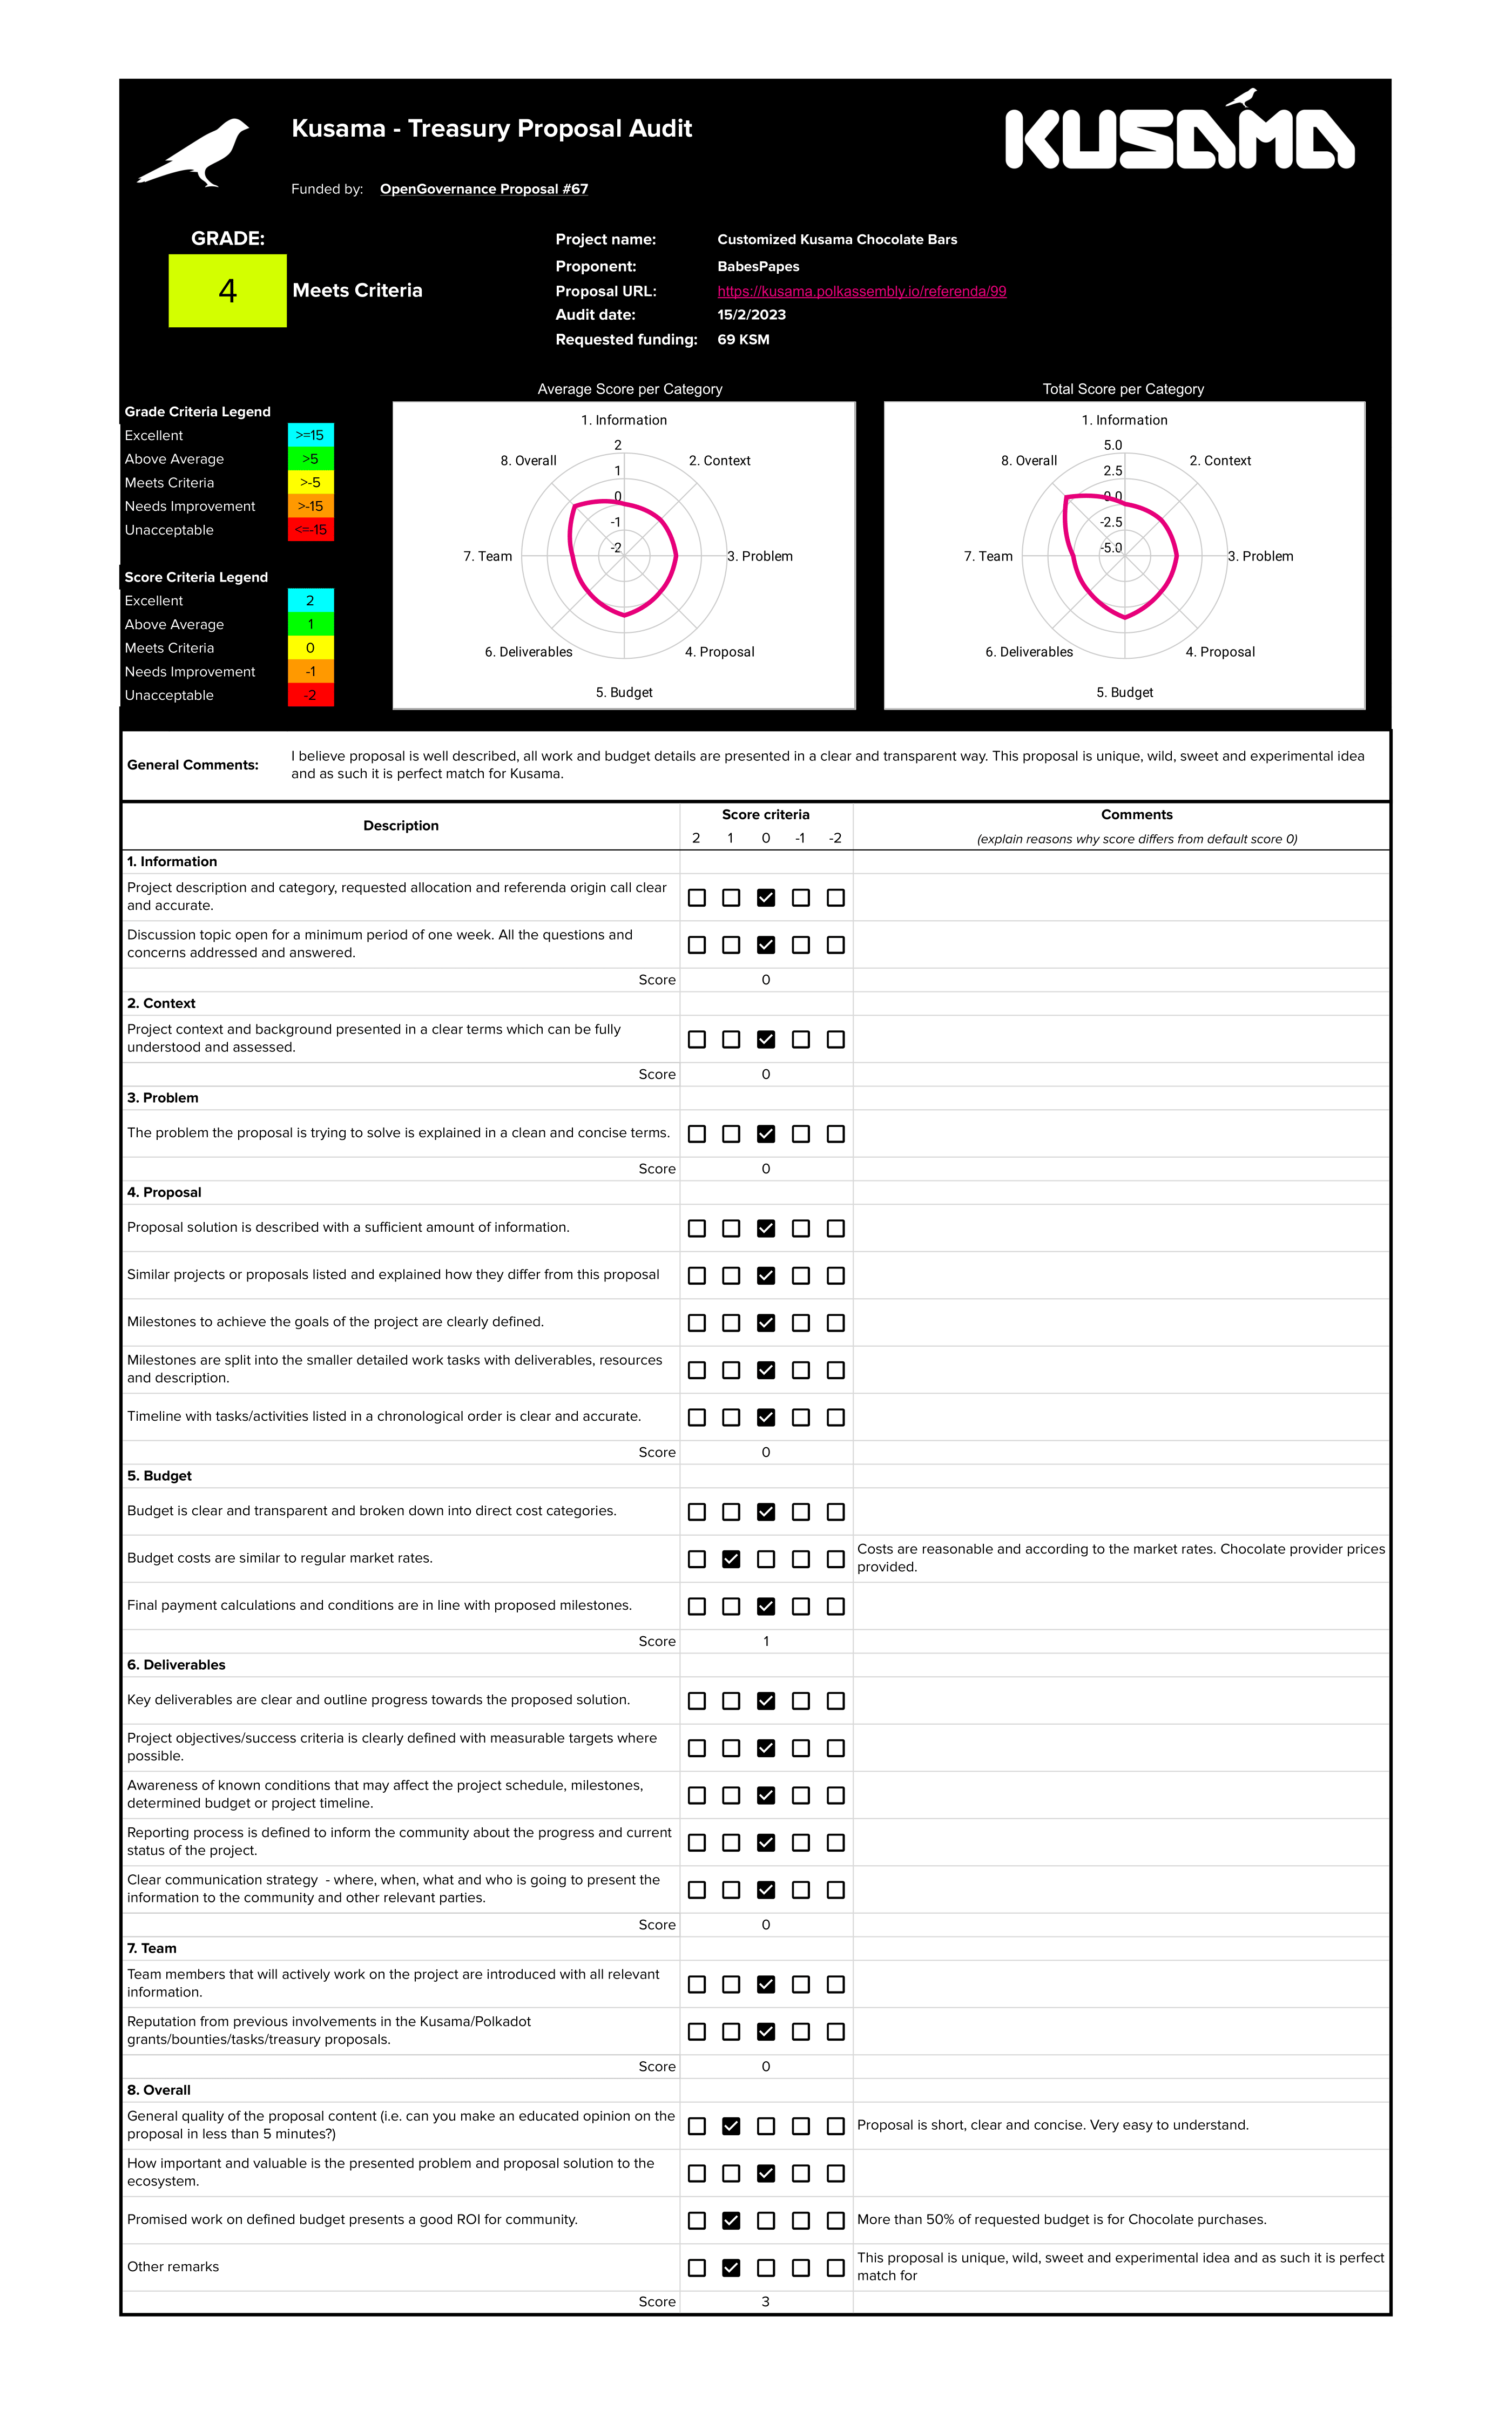 KUSAMA
Kusama - Treasury Proposal Audit
Funded by: OpenGovernance Proposal #67
GRADE:
4
Meets Criteria
Project name: Customized Kusama Chocolate Bars
Proponent: BabesPapes
Proposal URL: https://kusama.polkassembly.io/referenda/99
Audit date: 15/2/2023
Requested funding: 69 KSM
Grade Criteria Legend
Excellent >=15
Above Average >5
Meets Criteria >-5
Needs Improvement >-15
Unacceptable <=-15
Score Criteria Legend
Excellent 2
Above Average 1
Meets Criteria 0
Needs Improvement -1
Unacceptable -2
Average Score per Category
1. Information
2. Context
3. Problem
4. Proposal
5. Budget
6. Deliverables
7. Team
8. Overall
2
1
0
-1
-2
Total Score per Category
1. Information
2. Context
3. Problem
4. Proposal
5. Budget
6. Deliverables
7. Team
8. Overall
5.0
2.5
0.0
-2.5
-5.0
General Comments:
I believe proposal is well described, all work and budget details are presented in a clear and transparent way. This proposal is unique, wild, sweet and experimental idea
and as such it is perfect match for Kusama.
Description
Score criteria
2 1 0 -1 -2
Comments
(explain reasons why score differs from default score 0)
1. Information
Project description and category, requested allocation and referenda origin call clear
and accurate.
Discussion topic open for a minimum period of one week. All the questions and
concerns addressed and answered.
Score 0
2. Context
Project context and background presented in a clear terms which can be fully
understood and assessed.
Score 0
3. Problem
The problem the proposal is trying to solve is explained in a clean and concise terms.
Score 0
4. Proposal
Proposal solution is described with a sufficient amount of information.
Similar projects or proposals listed and explained how they differ from this proposal
Milestones to achieve the goals of the project are clearly defined.
Milestones are split into the smaller detailed work tasks with deliverables, resources
and description.
Timeline with tasks/activities listed in a chronological order is clear and accurate.
Score 0
5. Budget
Budget is clear and transparent and broken down into direct cost categories.
Budget costs are similar to regular market rates.
Costs are reasonable and according to the market rates. Chocolate provider prices
provided.
Final payment calculations and conditions are in line with proposed milestones.
Score 1
6. Deliverables
Key deliverables are clear and outline progress towards the proposed solution.
Project objectives/success criteria is clearly defined with measurable targets where
possible.
Awareness of known conditions that may affect the project schedule, milestones,
determined budget or project timeline.
Reporting process is defined to inform the community about the progress and current
status of the project.
Clear communication strategy - where, when, what and who is going to present the
information to the community and other relevant parties.
Score 0
7. Team
Team members that will actively work on the project are introduced with all relevant
information.
Reputation from previous involvements in the Kusama/Polkadot
grants/bounties/tasks/treasury proposals.
Score 0
8. Overall
General quality of the proposal content (i.e. can you make an educated opinion on the
proposal in less than 5 minutes?)
Proposal is short, clear and concise. Very easy to understand.
How important and valuable is the presented problem and proposal solution to the
ecosystem.
Promised work on defined budget presents a good ROI for community.
More than 50% of requested budget is for Chocolate purchases.
Other remarks
This proposal is unique, wild, sweet and experimental idea and as such it is perfect
match for
Score 3